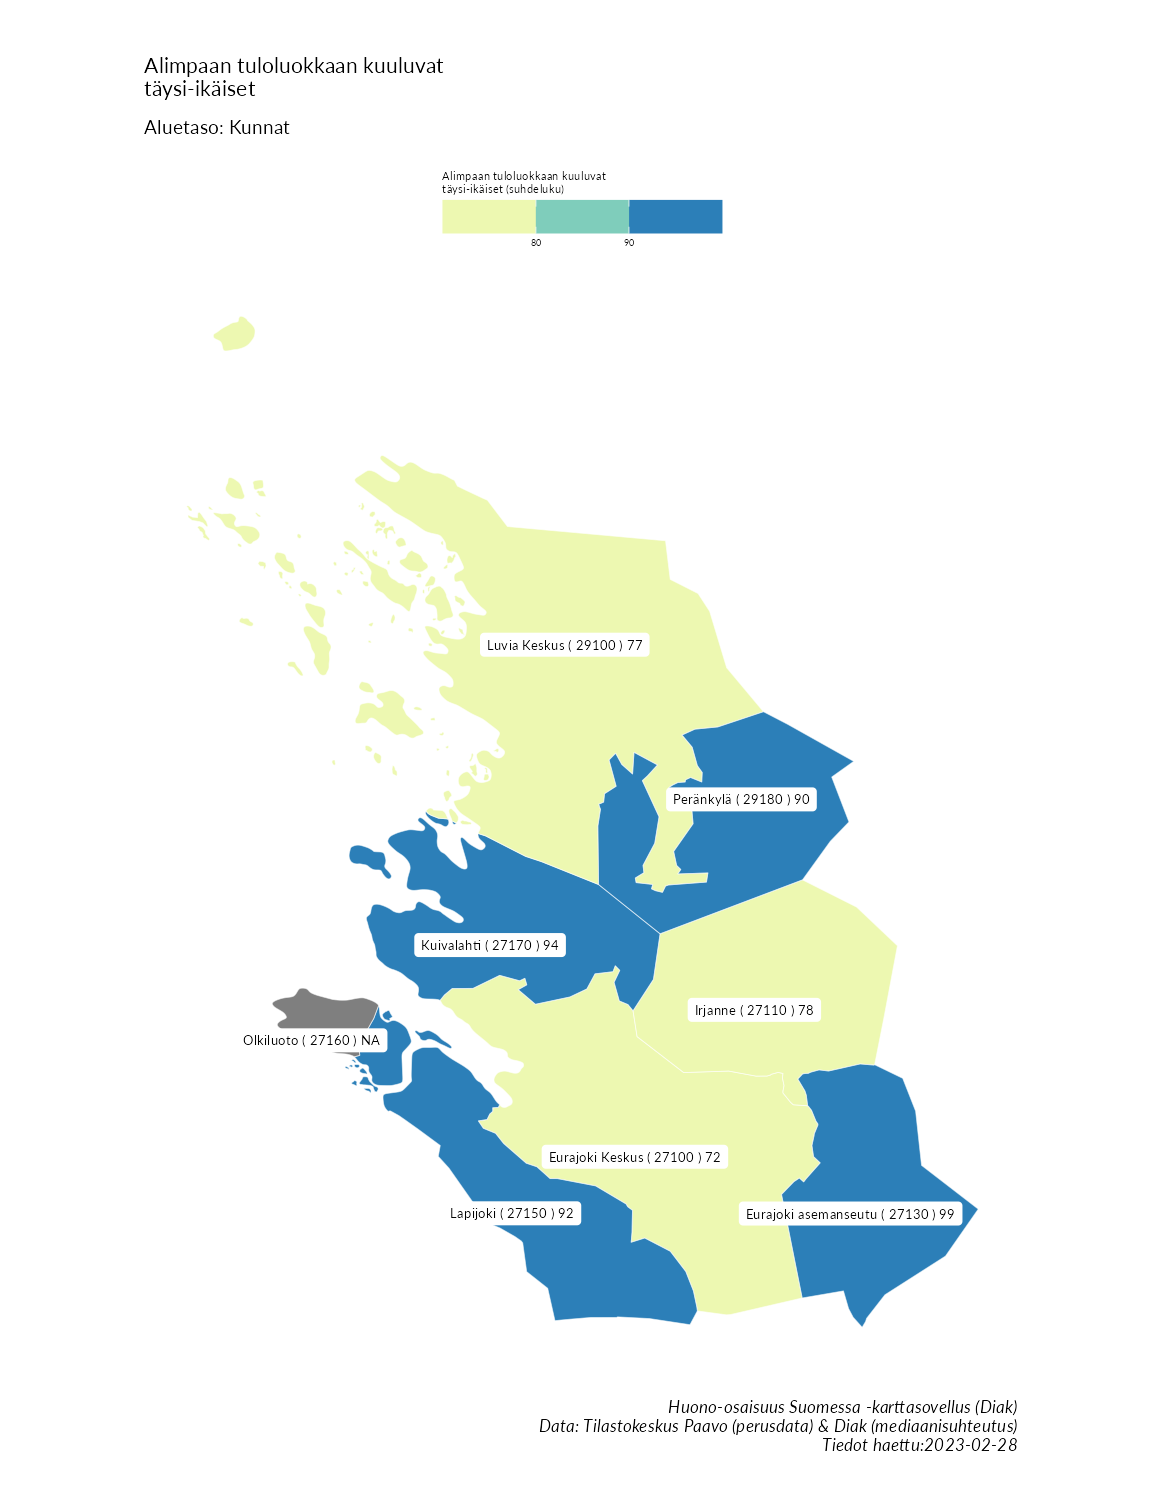 Alimpaan tuloluokkaan kuuluvat
täysi-ikäiset
Aluetaso: Kunnat
Alimpaan tuloluokkaan kuuluvat
täysi-ikäiset (suhdeluku)
80 90
Luvia Keskus ( 29100 ) 77
Peränkylä ( 29180 ) 90
Kuivalahti ( 27170 ) 94
Irjanne ( 27110 ) 78
Olkiluoto ( 27160 ) NA
Eurajoki Keskus ( 27100 ) 72
Lapijoki ( 27150 ) 92
Eurajoki asemanseutu ( 27130 ) 99
Huono-osaisuus Suomessa -karttasovellus (Diak)
Data: Tilastokeskus Paavo (perusdata) & Diak (mediaanisuhteutus)
Tiedot haettu:2023-02-28